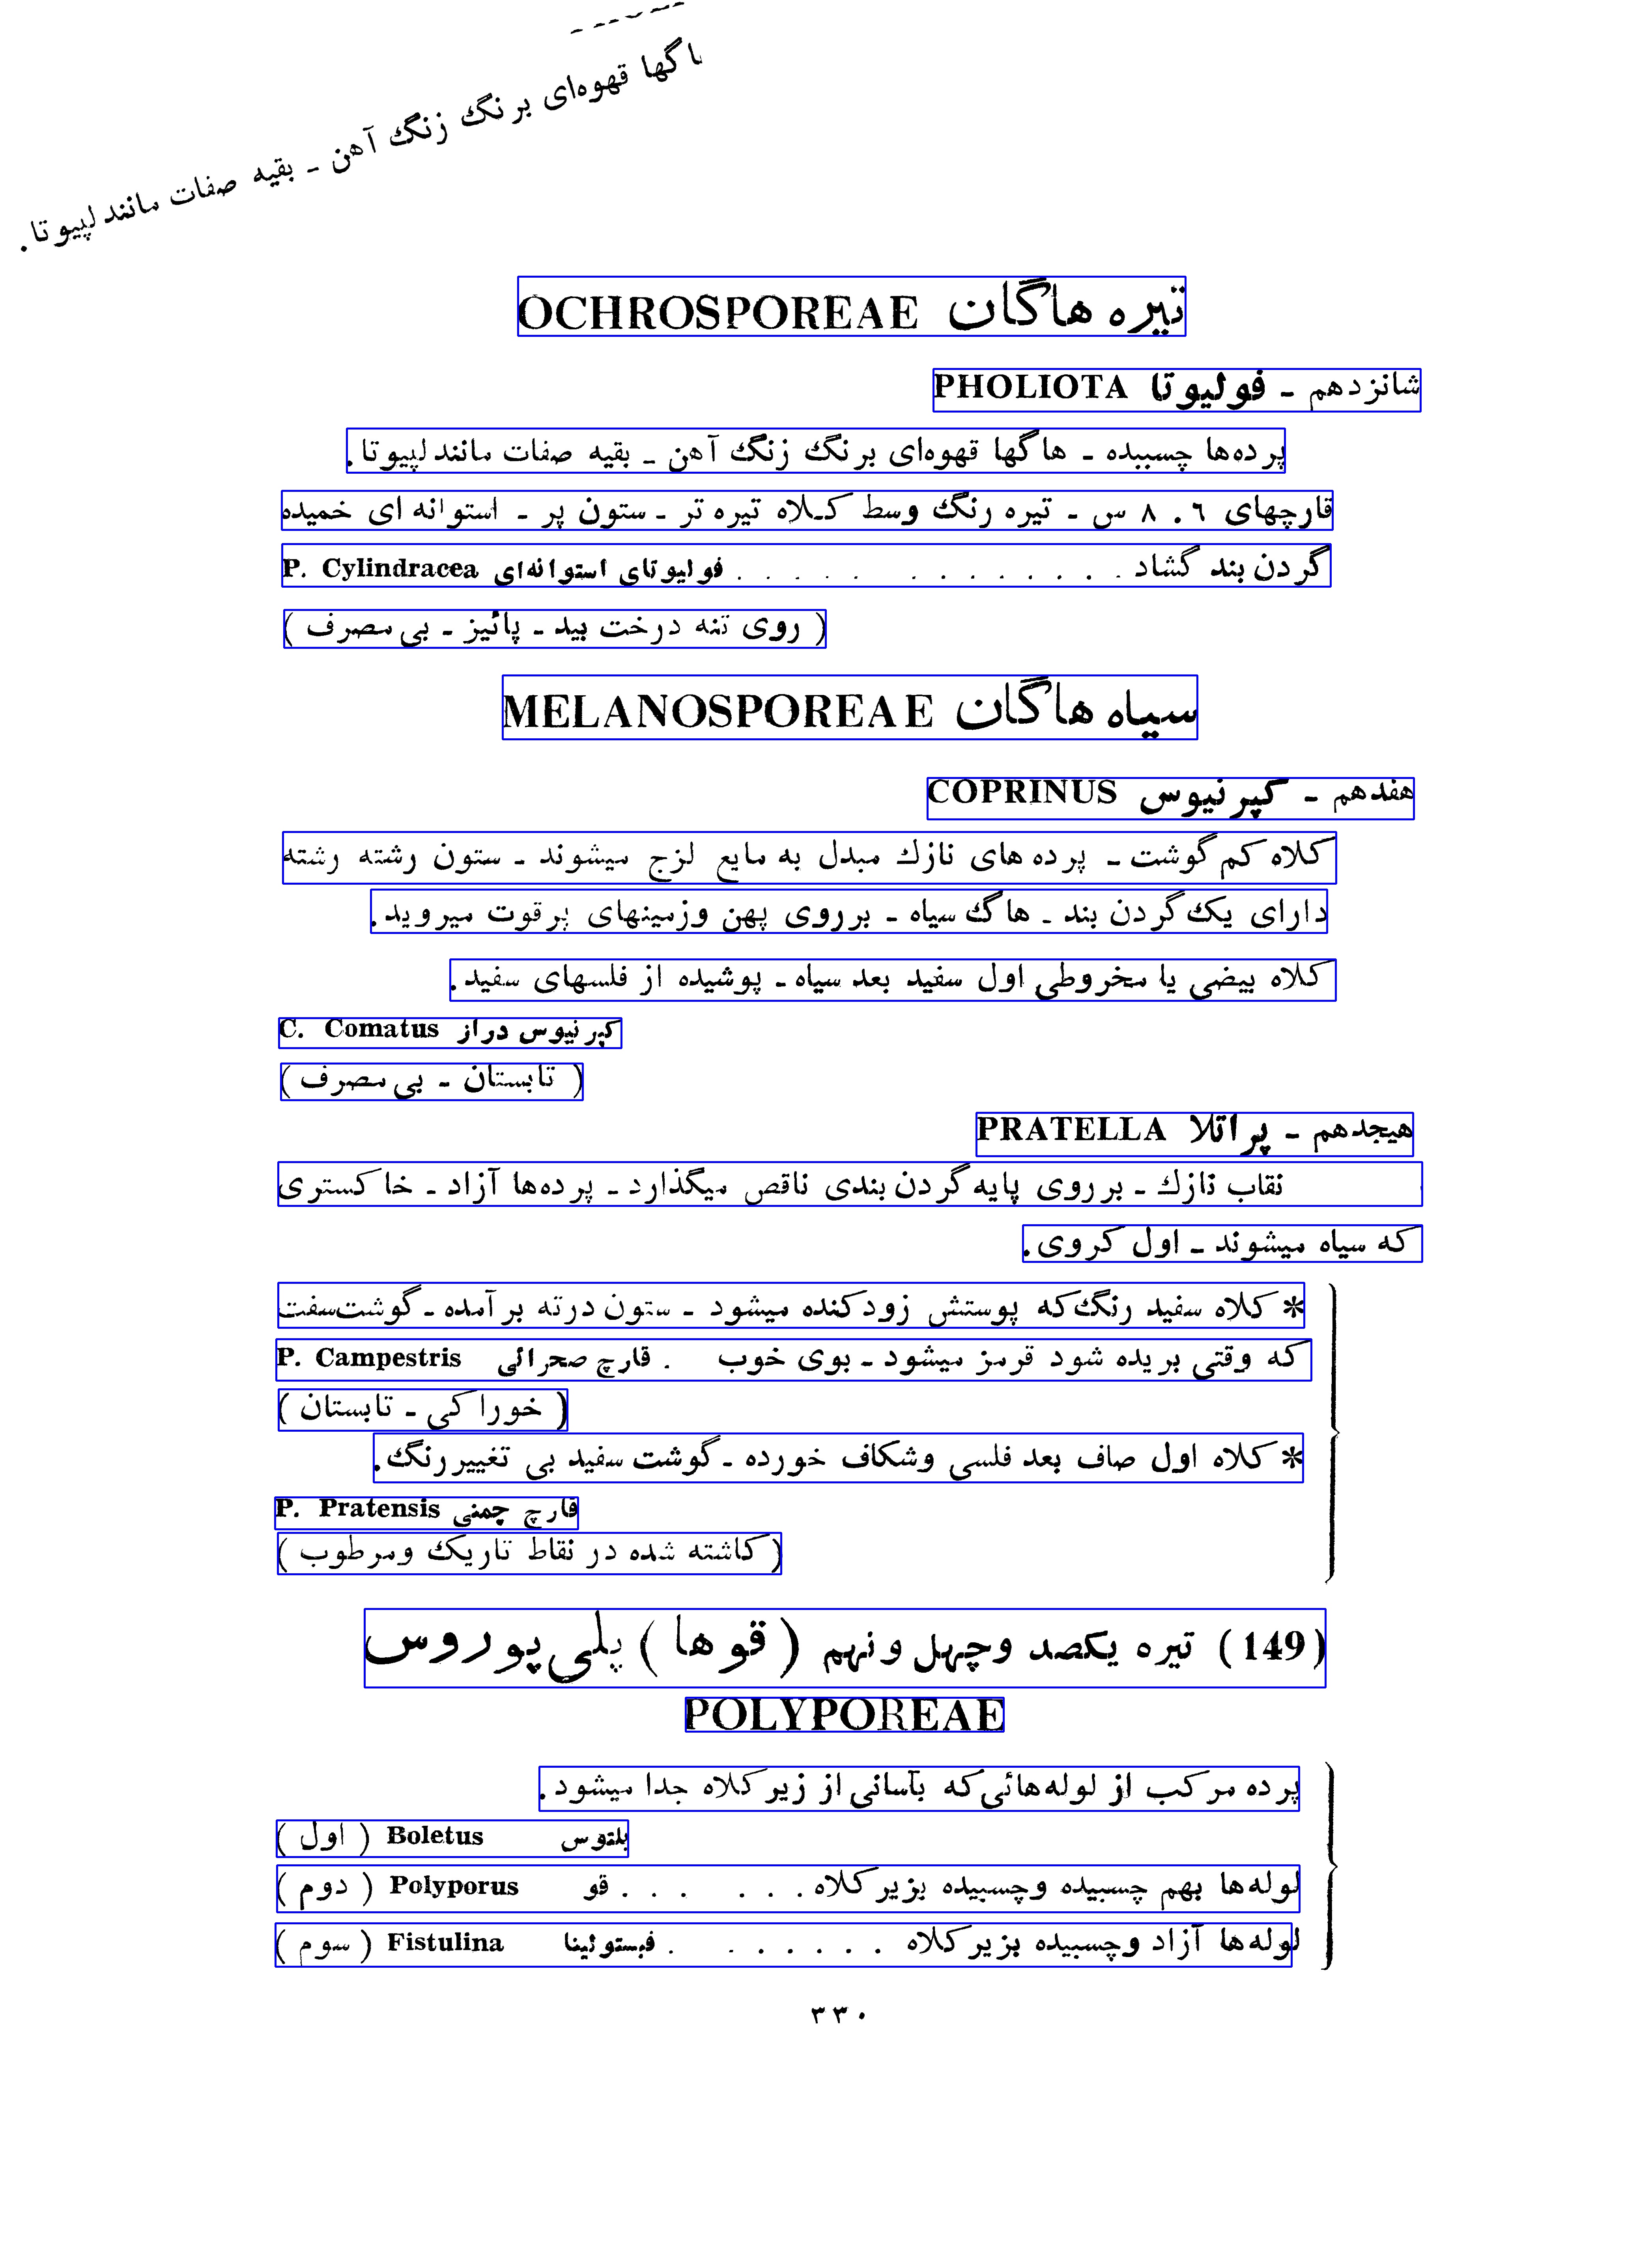 هاگها قهوه‌ای برنگ زنگ آهن ـ بقیه صفات مانند لپیوتا.
تیره هاگان OCHROSPOREAE
شانزدهم ـ فولیوتا PHOLIOTA
پرده‌ها چسبیده ـ هاگها قهوه‌ای برنگ زنگ آهن ـ بقیه صفات مانند لپیوتا.
قارچهای ٦ . ٨ س ـ تیره رنگ وسط کلاه تیره تر ـ ستون پر ـ استوانه ای خمیده
گردن بند گشاد . . . . . . . . . . . . . فولیوتای استوانه‌ای P. Cylindracea
( روی تنه درخت بید ـ پائیز ـ بی مصرف )
سیاه هاگان MELANOSPOREAE
هفدهم ـ کپرنیوس COPRINUS
کلاه کم گوشت ـ پرده های نازك مبدل به مایع لزج میشوند ـ ستون رشته رشته
دارای یک گردن بند ـ هاگ سیاه ـ برروی پهن وزمینهای پرقوت میروید.
کلاه بیضی یا مخروطی اول سفید بعد سیاه ـ پوشیده از فلسهای سفید.
کپرنیوس دراز C. Comatus
( تابستان ـ بی مصرف )
هیجدهم ـ پراتلا PRATELLA
نقاب نازك ـ برروی پایه گردن بندی ناقص میگذارد ـ پرده‌ها آزاد ـ خاکستری
که سیاه میشوند ـ اول کروی.
* کلاه سفید رنگ که پوستش زود کنده میشود ـ ستون درته برآمده ـ گوشت سفت
که وقتی بریده شود قرمز میشود ـ بوی خوب . قارچ صحرائی P. Campestris
( خوراکی ـ تابستان )
* کلاه اول صاف بعد فلسی وشکاف خورده ـ گوشت سفید بی تغییر رنگ.
قارچ چمنی P. Pratensis
( کاشته شده در نقاط تاریک ومرطوب )
(149) تیره یکصد وچهل ونهم ( قوها ) پلی پوروس
POLYPOREAE
پرده مرکب از لوله‌هائی که بآسانی از زیر کلاه جدا میشود.
بلتوس Boletus ( اول )
لوله‌ها بهم چسبیده وچسبیده بزیر کلاه . . . . . . قو Polyporus ( دوم )
لوله‌ها آزاد وچسبیده بزیر کلاه . . . . . . . فیستولینا Fistulina ( سوم )
۳۳۰